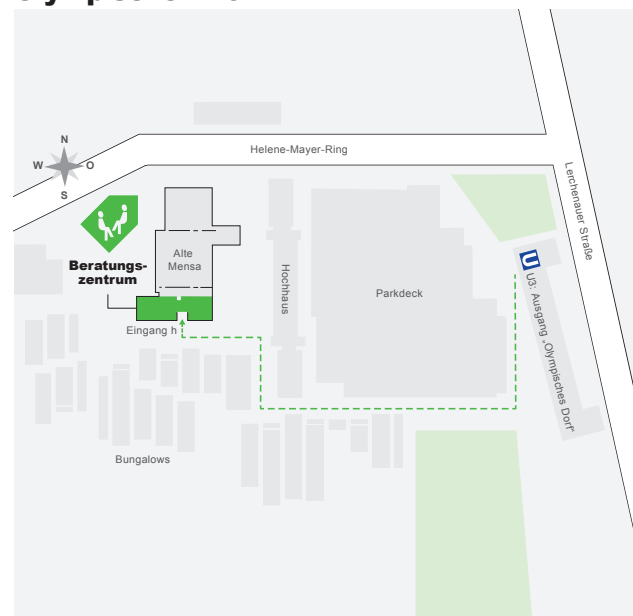 N
W
O
S
Helene-Mayer-Ring
Lerchenauer Straße
Beratungs-
zentrum
Alte
Mensa
Hochhaus
Parkdeck
U
U3: Ausgang „Olympisches Dorf“
Eingang h
Bungalows